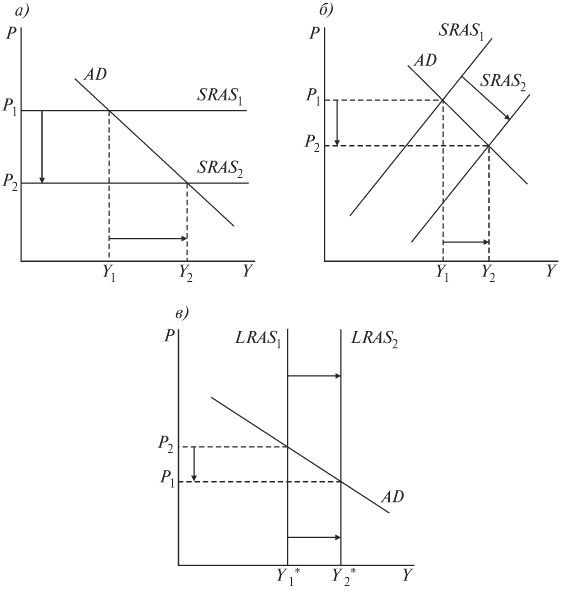 а)
P
AD
SRAS1
P1
SRAS2
P2
Y1
Y2
Y
б)
P
SRAS1
AD
SRAS2
P1
P2
Y1
Y2
Y
в)
P
LRAS1
LRAS2
P2
P1
AD
Y1*
Y2*
Y